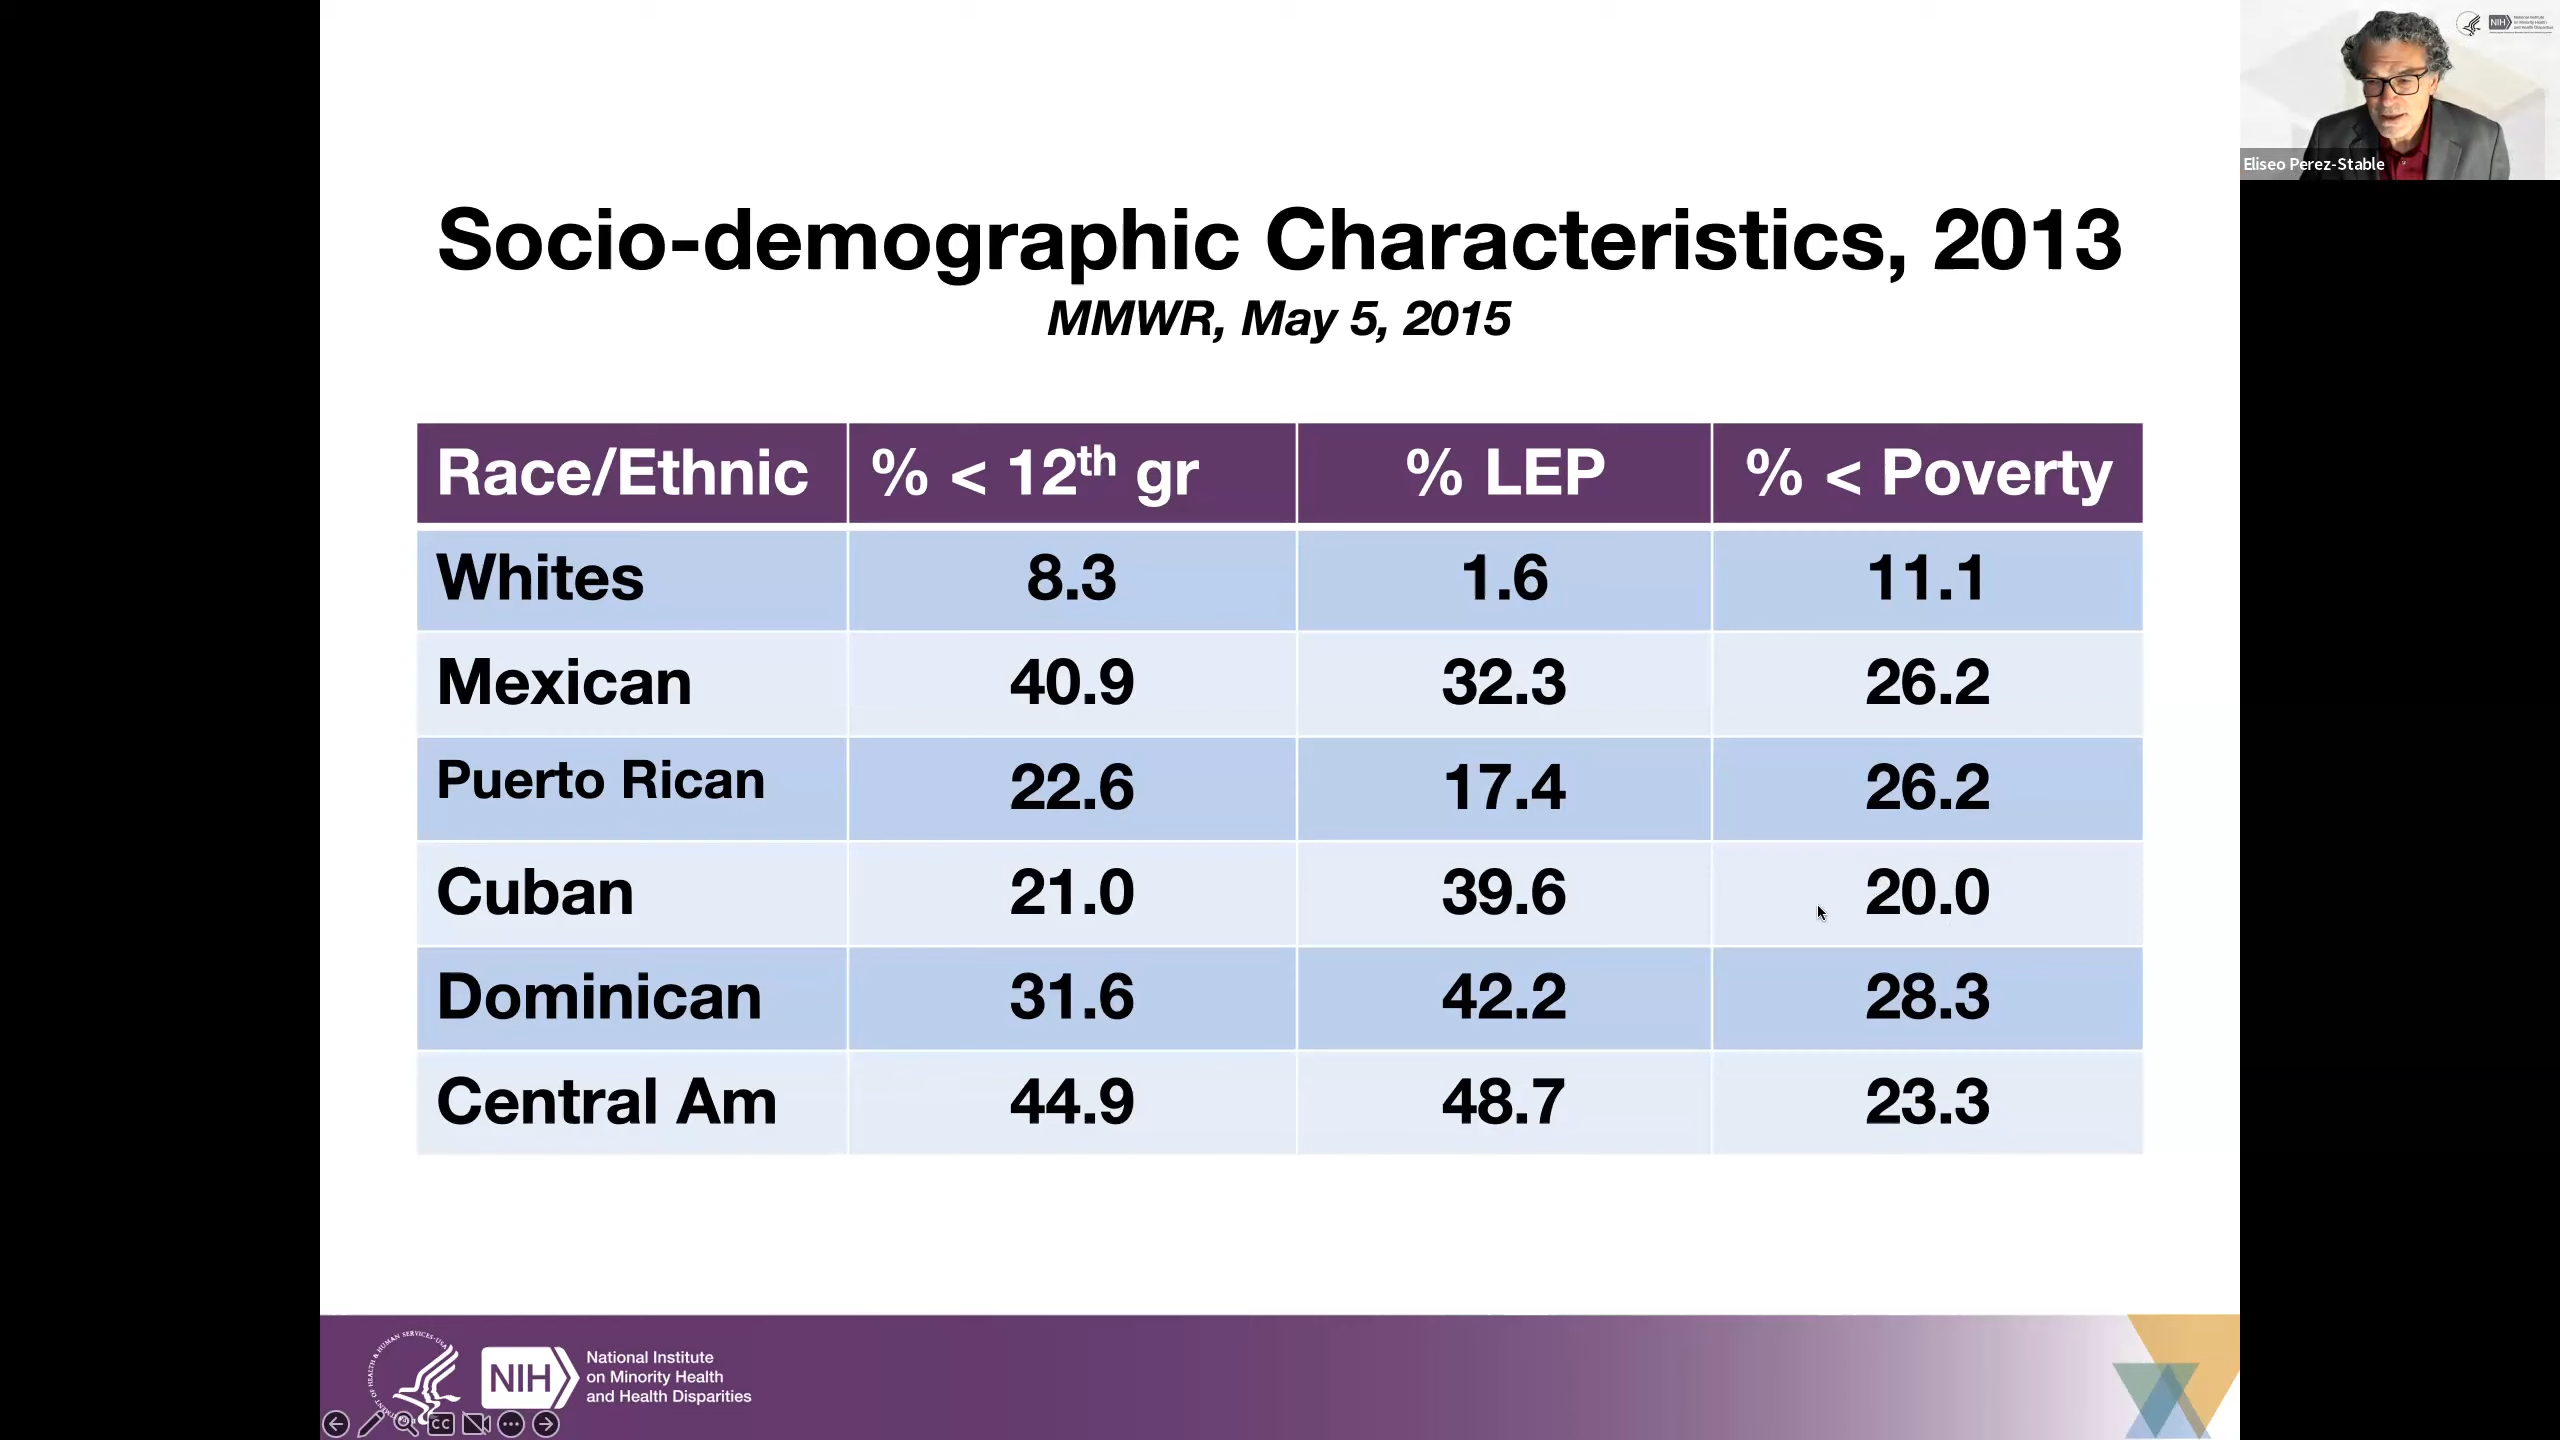 Socio-demographic Characteristics, 2013
MMWR, May 5, 2015
Race/Ethnic % < 12th gr % LEP % < Poverty
Whites 8.3 1.6 11.1
Mexican 40.9 32.3 26.2
Puerto Rican 22.6 17.4 26.2
Cuban 21.0 39.6 20.0
Dominican 31.6 42.2 28.3
Central Am 44.9 48.7 23.3
NIH
National Institute
on Minority Health
and Health Disparities
CC
NIH
Eliseo Perez-Stable